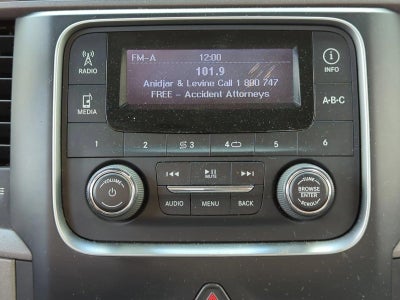 FM-A 12:00
RADIO 101.9 INFO
Anidjar & Levine Call 1 800 747
FREE - Accident Attorneys
MEDIA A-B-C
1 2 3 4 5 6
VOLUME MUTE TUNE
BROWSE
ENTER
SCROLL
AUDIO MENU BACK